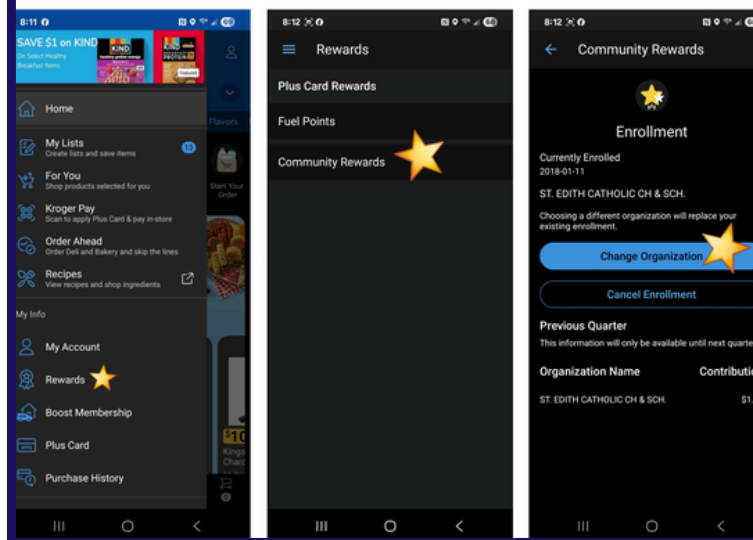 8:11
SAVE $1 on KIND
On Select Healthy
Breakfast Items
KIND
Featured
Home
Flavors
My Lists
Create lists and save items
13
For You
Shop products selected for you
Start Your
Order
Kroger Pay
Scan to apply Plus Card & pay in-store
Order Ahead
Order Deli and Bakery and skip the lines
Recipes
View recipes and shop ingredients
My Info
My Account
Rewards
Boost Membership
$10
Plus Card
Kings
Charc
Purchase History
0
8:12
Rewards
Plus Card Rewards
Fuel Points
Community Rewards
8:12
Community Rewards
Enrollment
Currently Enrolled
2018-01-11
ST. EDITH CATHOLIC CH & SCH.
Choosing a different organization will replace your
existing enrollment.
Change Organization
Cancel Enrollment
Previous Quarter
This information will only be available until next quarte
Organization Name
Contributio
ST. EDITH CATHOLIC CH & SCH.
$1.